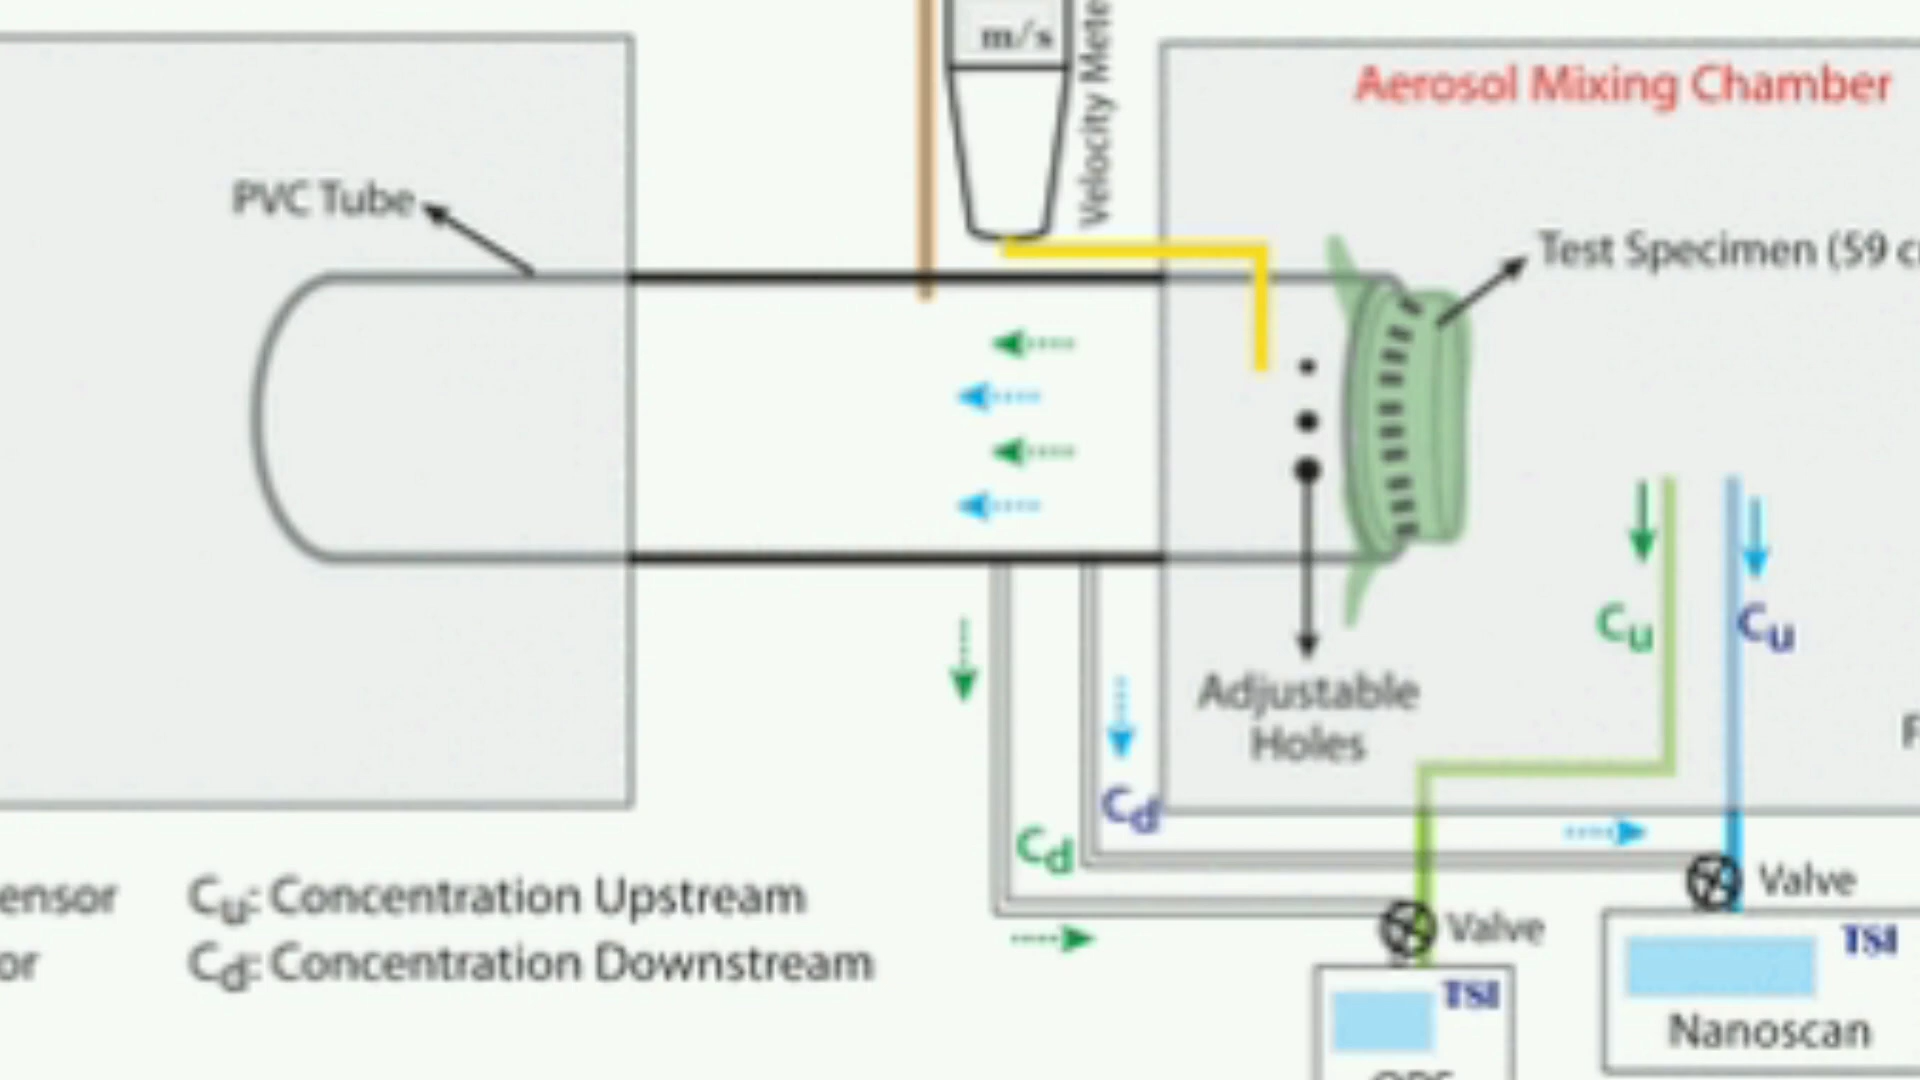 m/s
Velocity Mete
Aerosol Mixing Chamber
PVC Tube
Test Specimen (59 c
Cu
Cu
Adjustable
Holes
F
Cd
Cd
Valve
Valve
ensor
or
Cu: Concentration Upstream
Cd: Concentration Downstream
TSI
Nanoscan
TSI